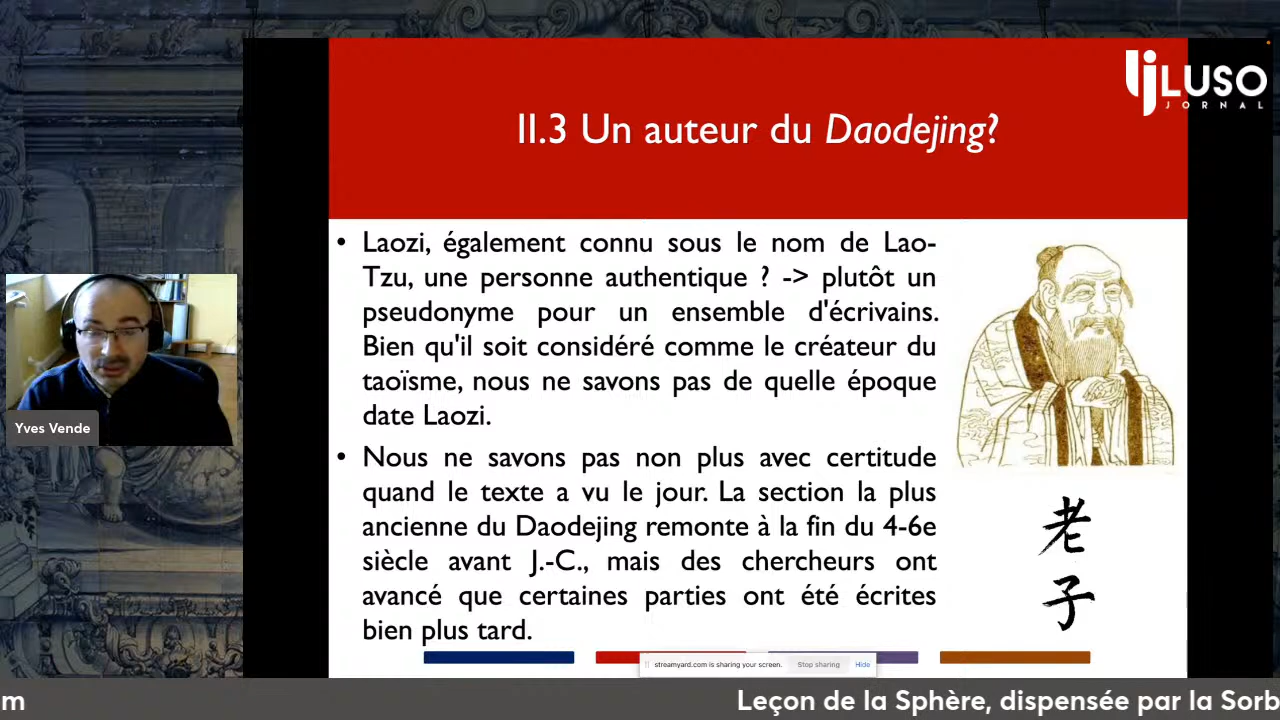 LUSO
JORNAL
II.3 Un auteur du Daodejing?
Laozi, également connu sous le nom de Lao-
Tzu, une personne authentique ? -> plutôt un
pseudonyme pour un ensemble d'écrivains.
Bien qu'il soit considéré comme le créateur du
taoïsme, nous ne savons pas de quelle époque
date Laozi.
Nous ne savons pas non plus avec certitude
quand le texte a vu le jour. La section la plus
ancienne du Daodejing remonte à la fin du 4-6e
siècle avant J.-C., mais des chercheurs ont
avancé que certaines parties ont été écrites
bien plus tard.
老
子
Yves Vende
streamyard.com is sharing your screen. Stop sharing Hide
m Leçon de la Sphère, dispensée par la Sorb